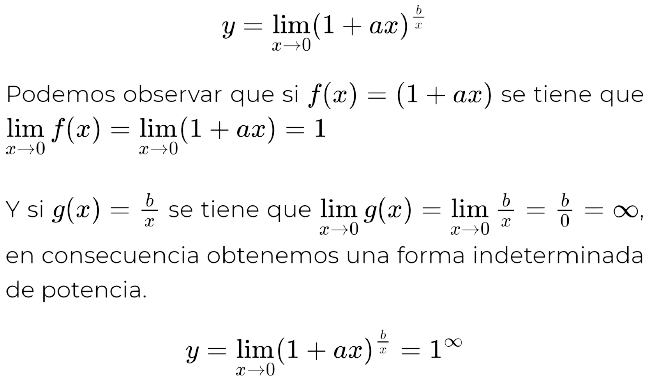 y = lim_{x→0} (1 + ax)^{b/x}
Podemos observar que si f(x) = (1 + ax) se tiene que
lim_{x→0} f(x) = lim_{x→0} (1 + ax) = 1
Y si g(x) = b/x se tiene que lim_{x→0} g(x) = lim_{x→0} b/x = b/0 = ∞,
en consecuencia obtenemos una forma indeterminada
de potencia.
y = lim_{x→0} (1 + ax)^{b/x} = 1^∞